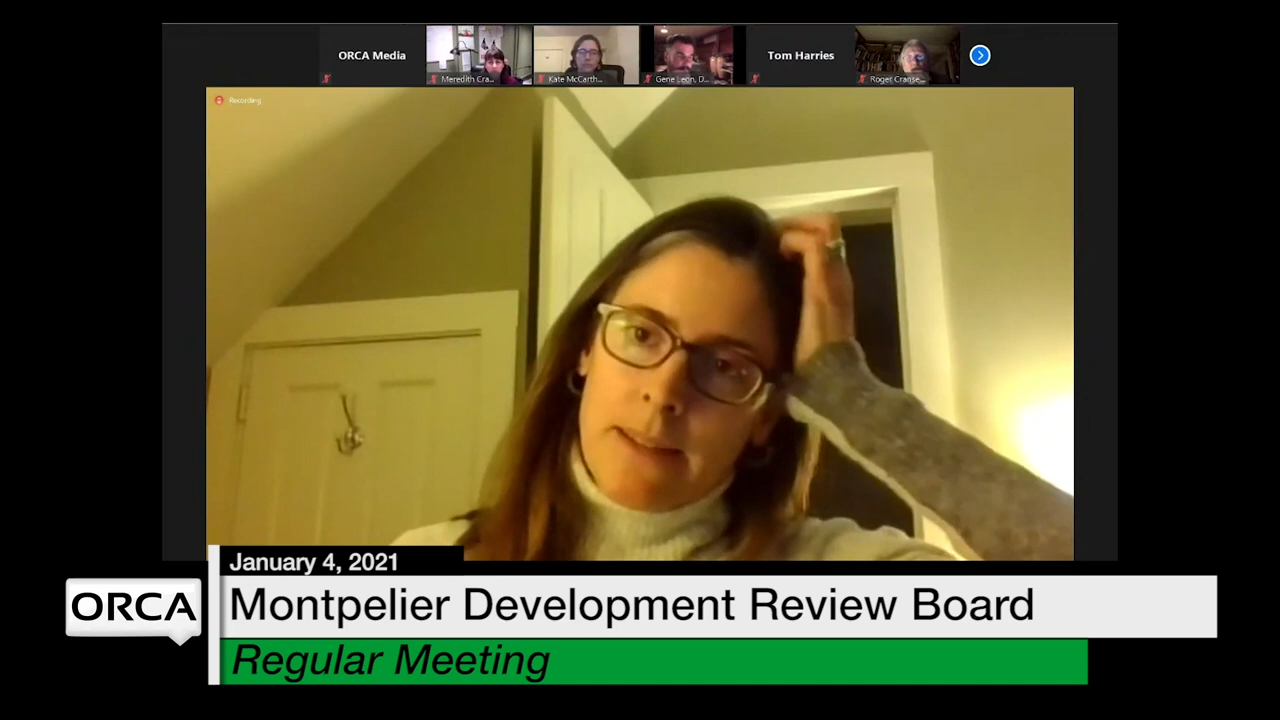 ORCA Media
Meredith Cra...
Kate McCarth...
Gene Leon, D...
Tom Harries
Roger Cranse...
Recording
January 4, 2021
ORCA
Montpelier Development Review Board
Regular Meeting